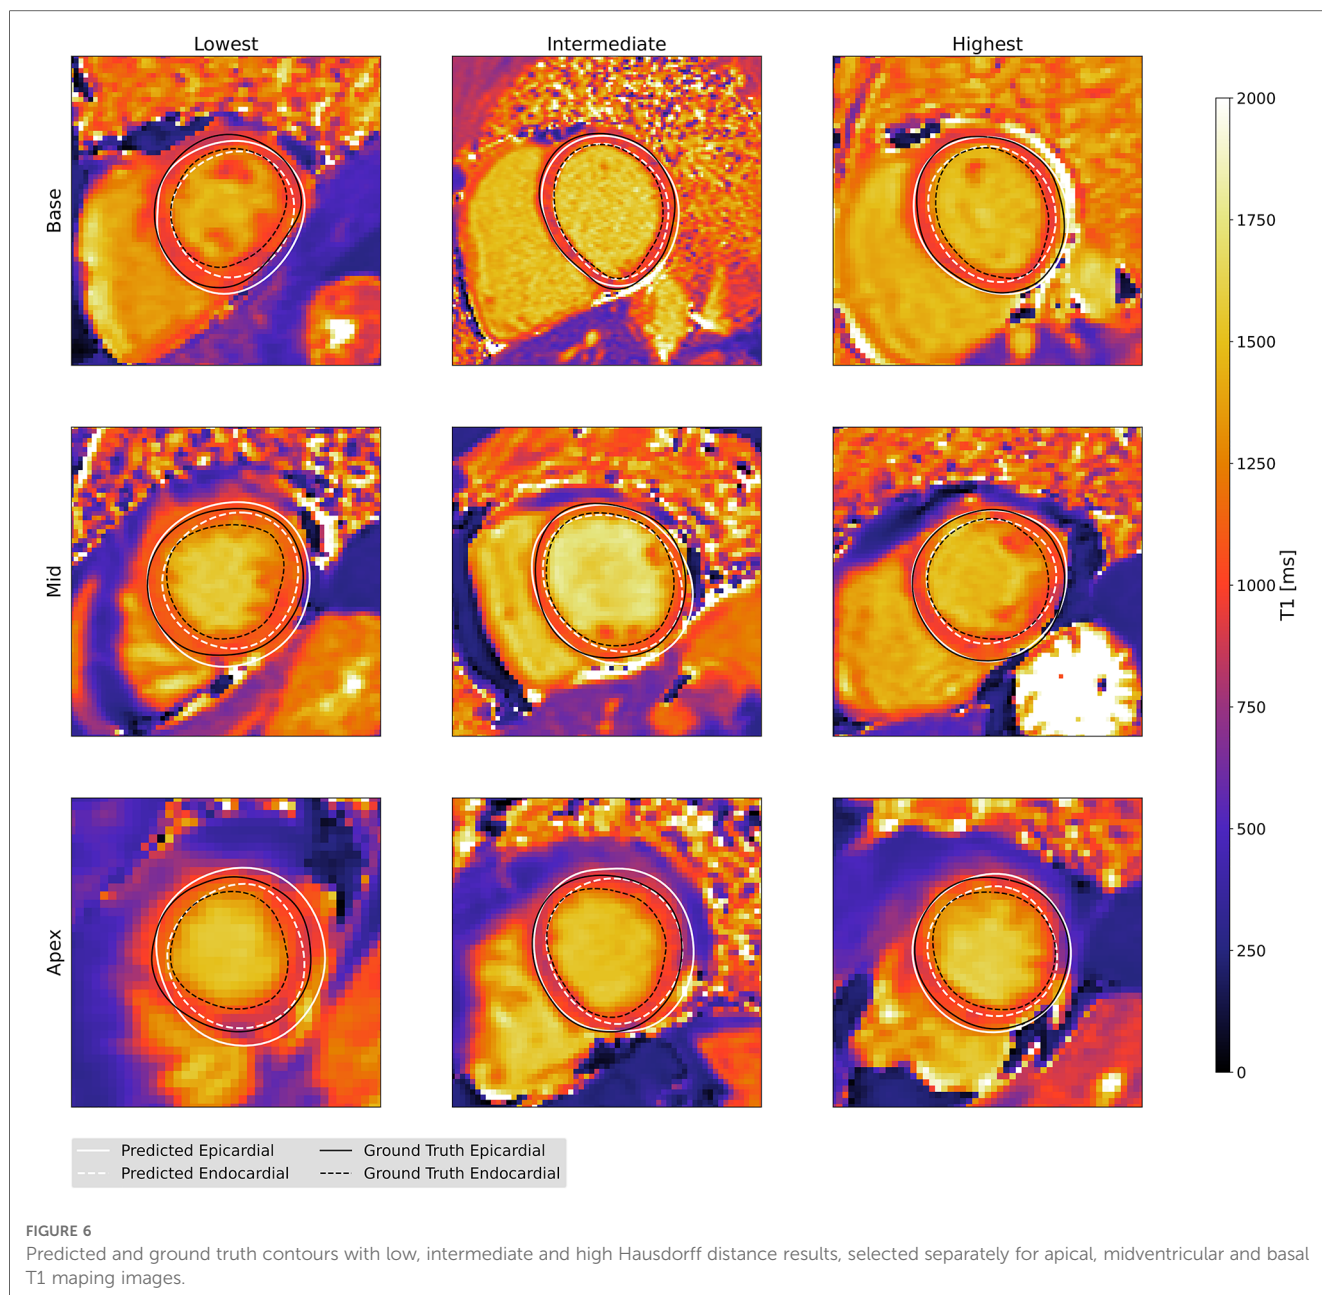 Lowest
Intermediate
Highest
Base
Mid
Apex
2000
1750
1500
1250
1000
750
500
250
0
T1 [ms]
Predicted Epicardial
Ground Truth Epicardial
Predicted Endocardial
Ground Truth Endocardial
FIGURE 6
Predicted and ground truth contours with low, intermediate and high Hausdorff distance results, selected separately for apical, midventricular and basal
T1 maping images.